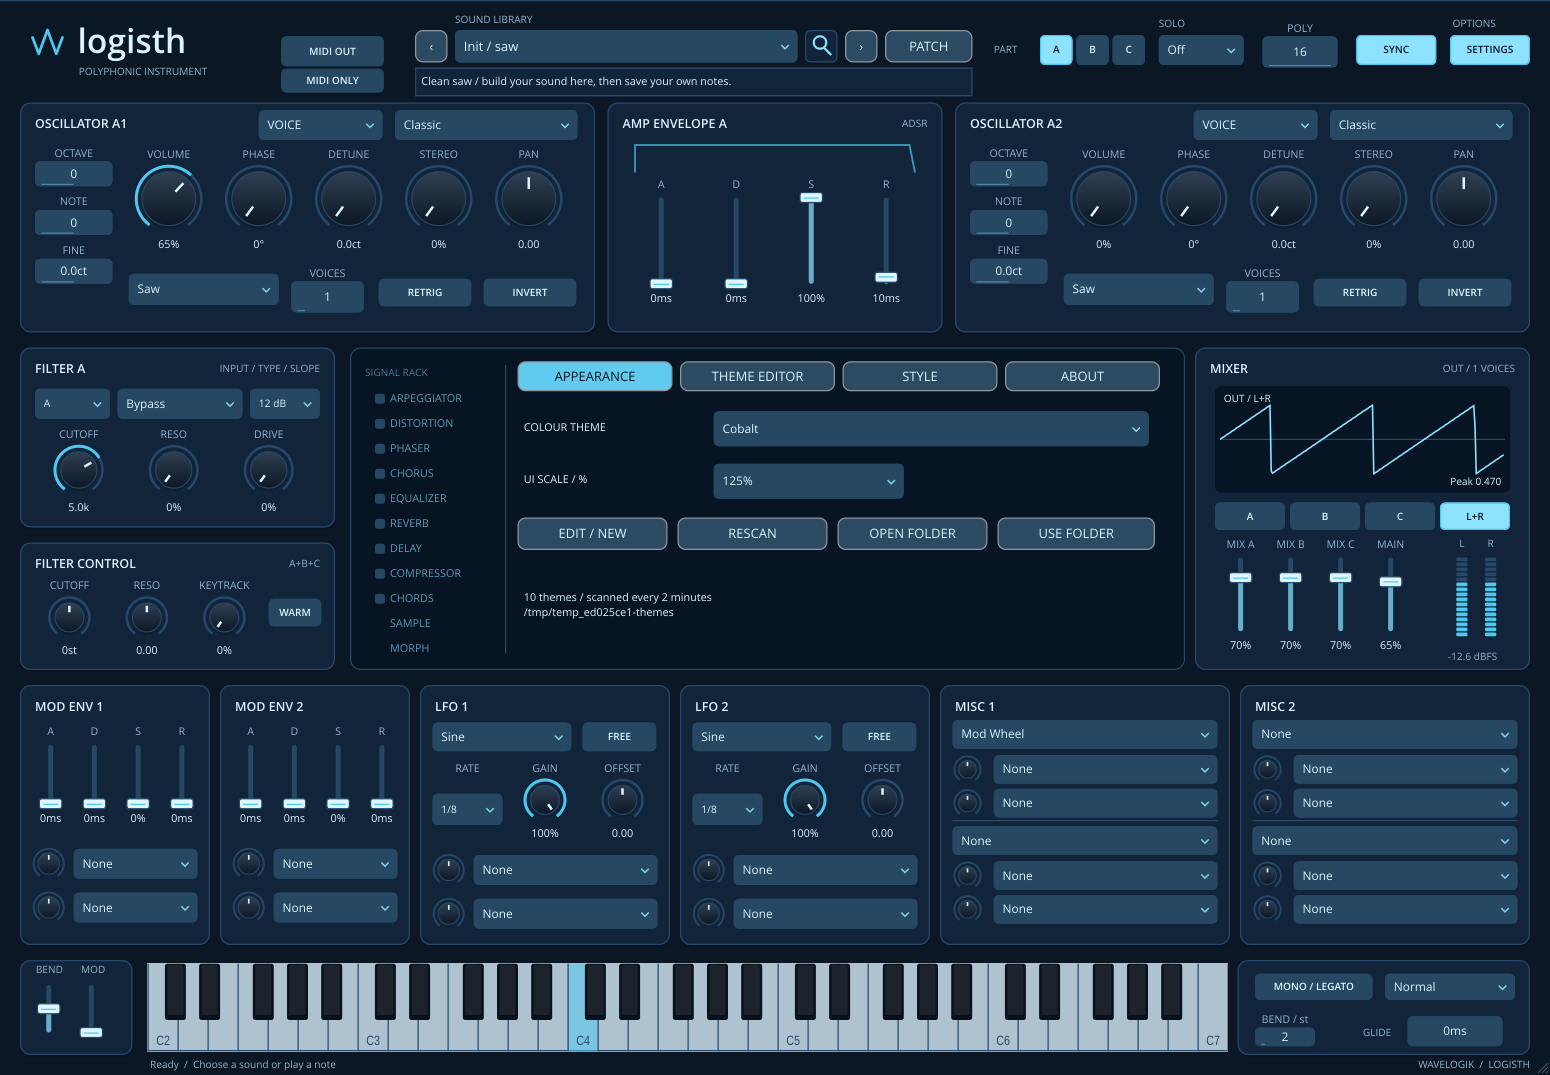 logisth
POLYPHONIC INSTRUMENT
MIDI OUT
MIDI ONLY
SOUND LIBRARY
‹
Init / saw
›
PATCH
Clean saw / build your sound here, then save your own notes.
PART
A
B
C
SOLO
Off
POLY
16
SYNC
OPTIONS
SETTINGS
OSCILLATOR A1
VOICE
Classic
OCTAVE
0
NOTE
0
FINE
0.0ct
VOLUME
PHASE
DETUNE
STEREO
PAN
65%
0°
0.0ct
0%
0.00
Saw
VOICES
1
RETRIG
INVERT
AMP ENVELOPE A
ADSR
A
D
S
R
0ms
0ms
100%
10ms
OSCILLATOR A2
VOICE
Classic
OCTAVE
0
NOTE
0
FINE
0.0ct
VOLUME
PHASE
DETUNE
STEREO
PAN
0%
0°
0.0ct
0%
0.00
Saw
VOICES
1
RETRIG
INVERT
FILTER A
INPUT / TYPE / SLOPE
A
Bypass
12 dB
CUTOFF
RESO
DRIVE
5.0k
0%
0%
FILTER CONTROL
A+B+C
CUTOFF
RESO
KEYTRACK
WARM
0st
0.00
0%
SIGNAL RACK
ARPEGGIATOR
DISTORTION
PHASER
CHORUS
EQUALIZER
REVERB
DELAY
COMPRESSOR
CHORDS
SAMPLE
MORPH
APPEARANCE
THEME EDITOR
STYLE
ABOUT
COLOUR THEME
Cobalt
UI SCALE / %
125%
EDIT / NEW
RESCAN
OPEN FOLDER
USE FOLDER
10 themes / scanned every 2 minutes
/tmp/temp_ed025ce1-themes
MIXER
OUT / 1 VOICES
OUT / L+R
Peak 0.470
A
B
C
L+R
MIX A
MIX B
MIX C
MAIN
L
R
70%
70%
70%
65%
-12.6 dBFS
MOD ENV 1
A
D
S
R
0ms
0ms
0%
0ms
None
None
MOD ENV 2
A
D
S
R
0ms
0ms
0%
0ms
None
None
LFO 1
Sine
FREE
RATE
GAIN
OFFSET
1/8
100%
0.00
None
None
LFO 2
Sine
FREE
RATE
GAIN
OFFSET
1/8
100%
0.00
None
None
MISC 1
Mod Wheel
None
None
None
None
None
MISC 2
None
None
None
None
None
None
BEND
MOD
C2
C3
C4
C5
C6
C7
MONO / LEGATO
Normal
BEND / st
2
GLIDE
0ms
Ready / Choose a sound or play a note
WAVELOGIK / LOGISTH